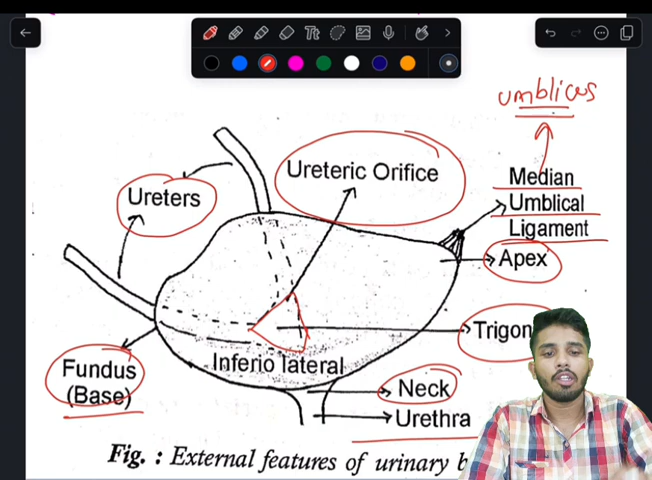 umblicus
Ureteric Orifice
Median
Umblical
Ligament
Ureters
Apex
Trigon
Fundus
(Base)
Inferio lateral
Neck
Urethra
Fig. : External features of urinary b